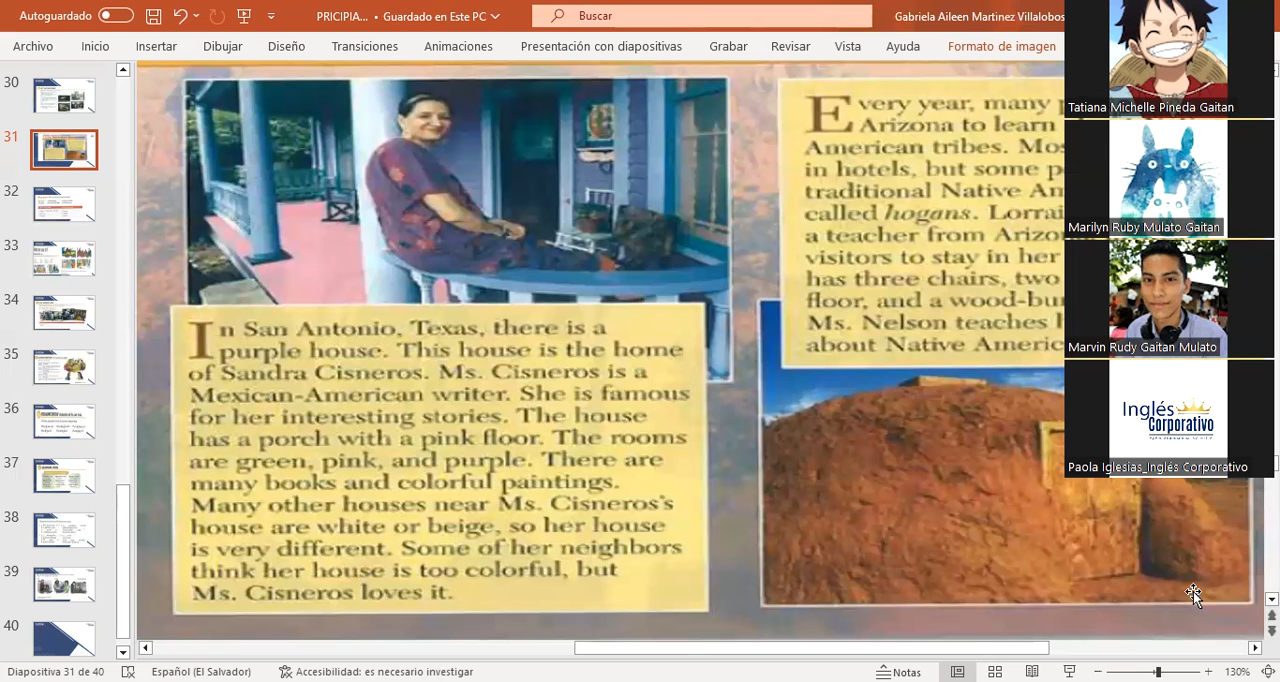 Autoguardado
PRICIPIA... • Guardado en Este PC
Buscar
Gabriela Aileen Martinez Villalobos
Archivo Inicio Insertar Dibujar Diseño Transiciones Animaciones Presentación con diapositivas Grabar Revisar Vista Ayuda Formato de imagen
30
31
32
33
34
35
36
37
38
39
40
In San Antonio, Texas, there is a
purple house. This house is the home
of Sandra Cisneros. Ms. Cisneros is a
Mexican-American writer. She is famous
for her interesting stories. The house
has a porch with a pink floor. The rooms
are green, pink, and purple. There are
many books and colorful paintings.
Many other houses near Ms. Cisneros's
house are white or beige, so her house
is very different. Some of her neighbors
think her house is too colorful, but
Ms. Cisneros loves it.
Every year, many
Arizona to learn
American tribes.
in hotels, but some
traditional Native
called hogans.
a teacher from
visitors to stay in her
has three chairs, two
floor, and a
Ms. Nelson teaches
about Native
Tatiana Michelle Pineda Gaitan
Marilyn Ruby Mulato Gaitan
Marvin Rudy Gaitan Mulato
Inglés
Corporativo
Paola Iglesias_Inglés Corporativo
Diapositiva 31 de 40 Español (El Salvador) Accesibilidad: es necesario investigar Notas 130%